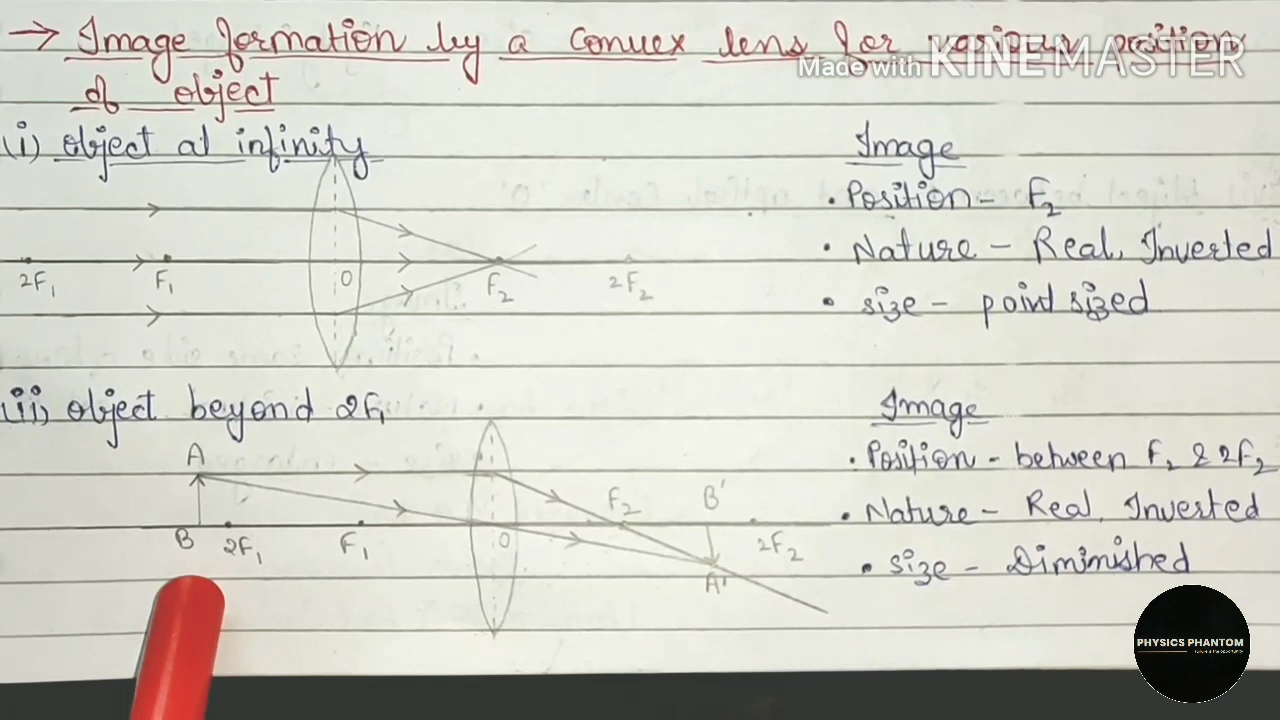 → Image formation by a convex lens for various position
Made with KINEMASTER
of object
(i) object at infinity
Image
• Position - F₂
• Nature - Real, Inverted
• size - point sized
2F₁ F₁ O F₂ 2F₂
(ii) object beyond 2F₁
Image
• Position - between F₂ & 2F₂
• Nature - Real, Inverted
• size - Diminished
A
F₂ B'
B 2F₁ F₁ O 2F₂
A'
PHYSICS PHANTOM